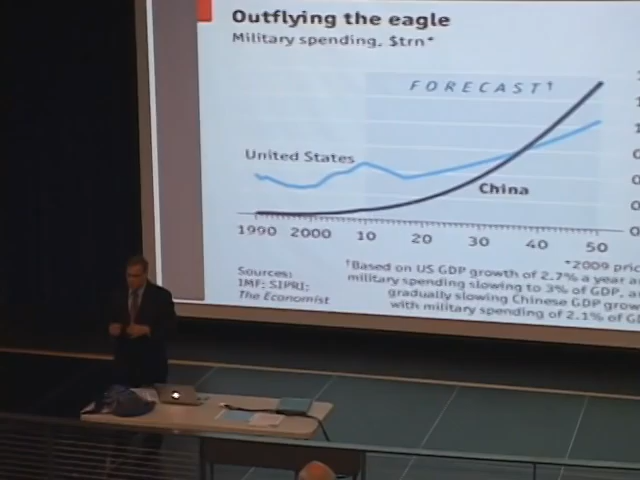 Outflying the eagle
Military spending, $trn*
FORECAST†
United States
China
1990 2000 10 20 30 40 50
*2009 pric
Sources:
IMF; SIPRI;
The Economist
†Based on US GDP growth of 2.7% a year a
military spending slowing to 3% of GDP, a
gradually slowing Chinese GDP grow
with military spending of 2.1% of GD